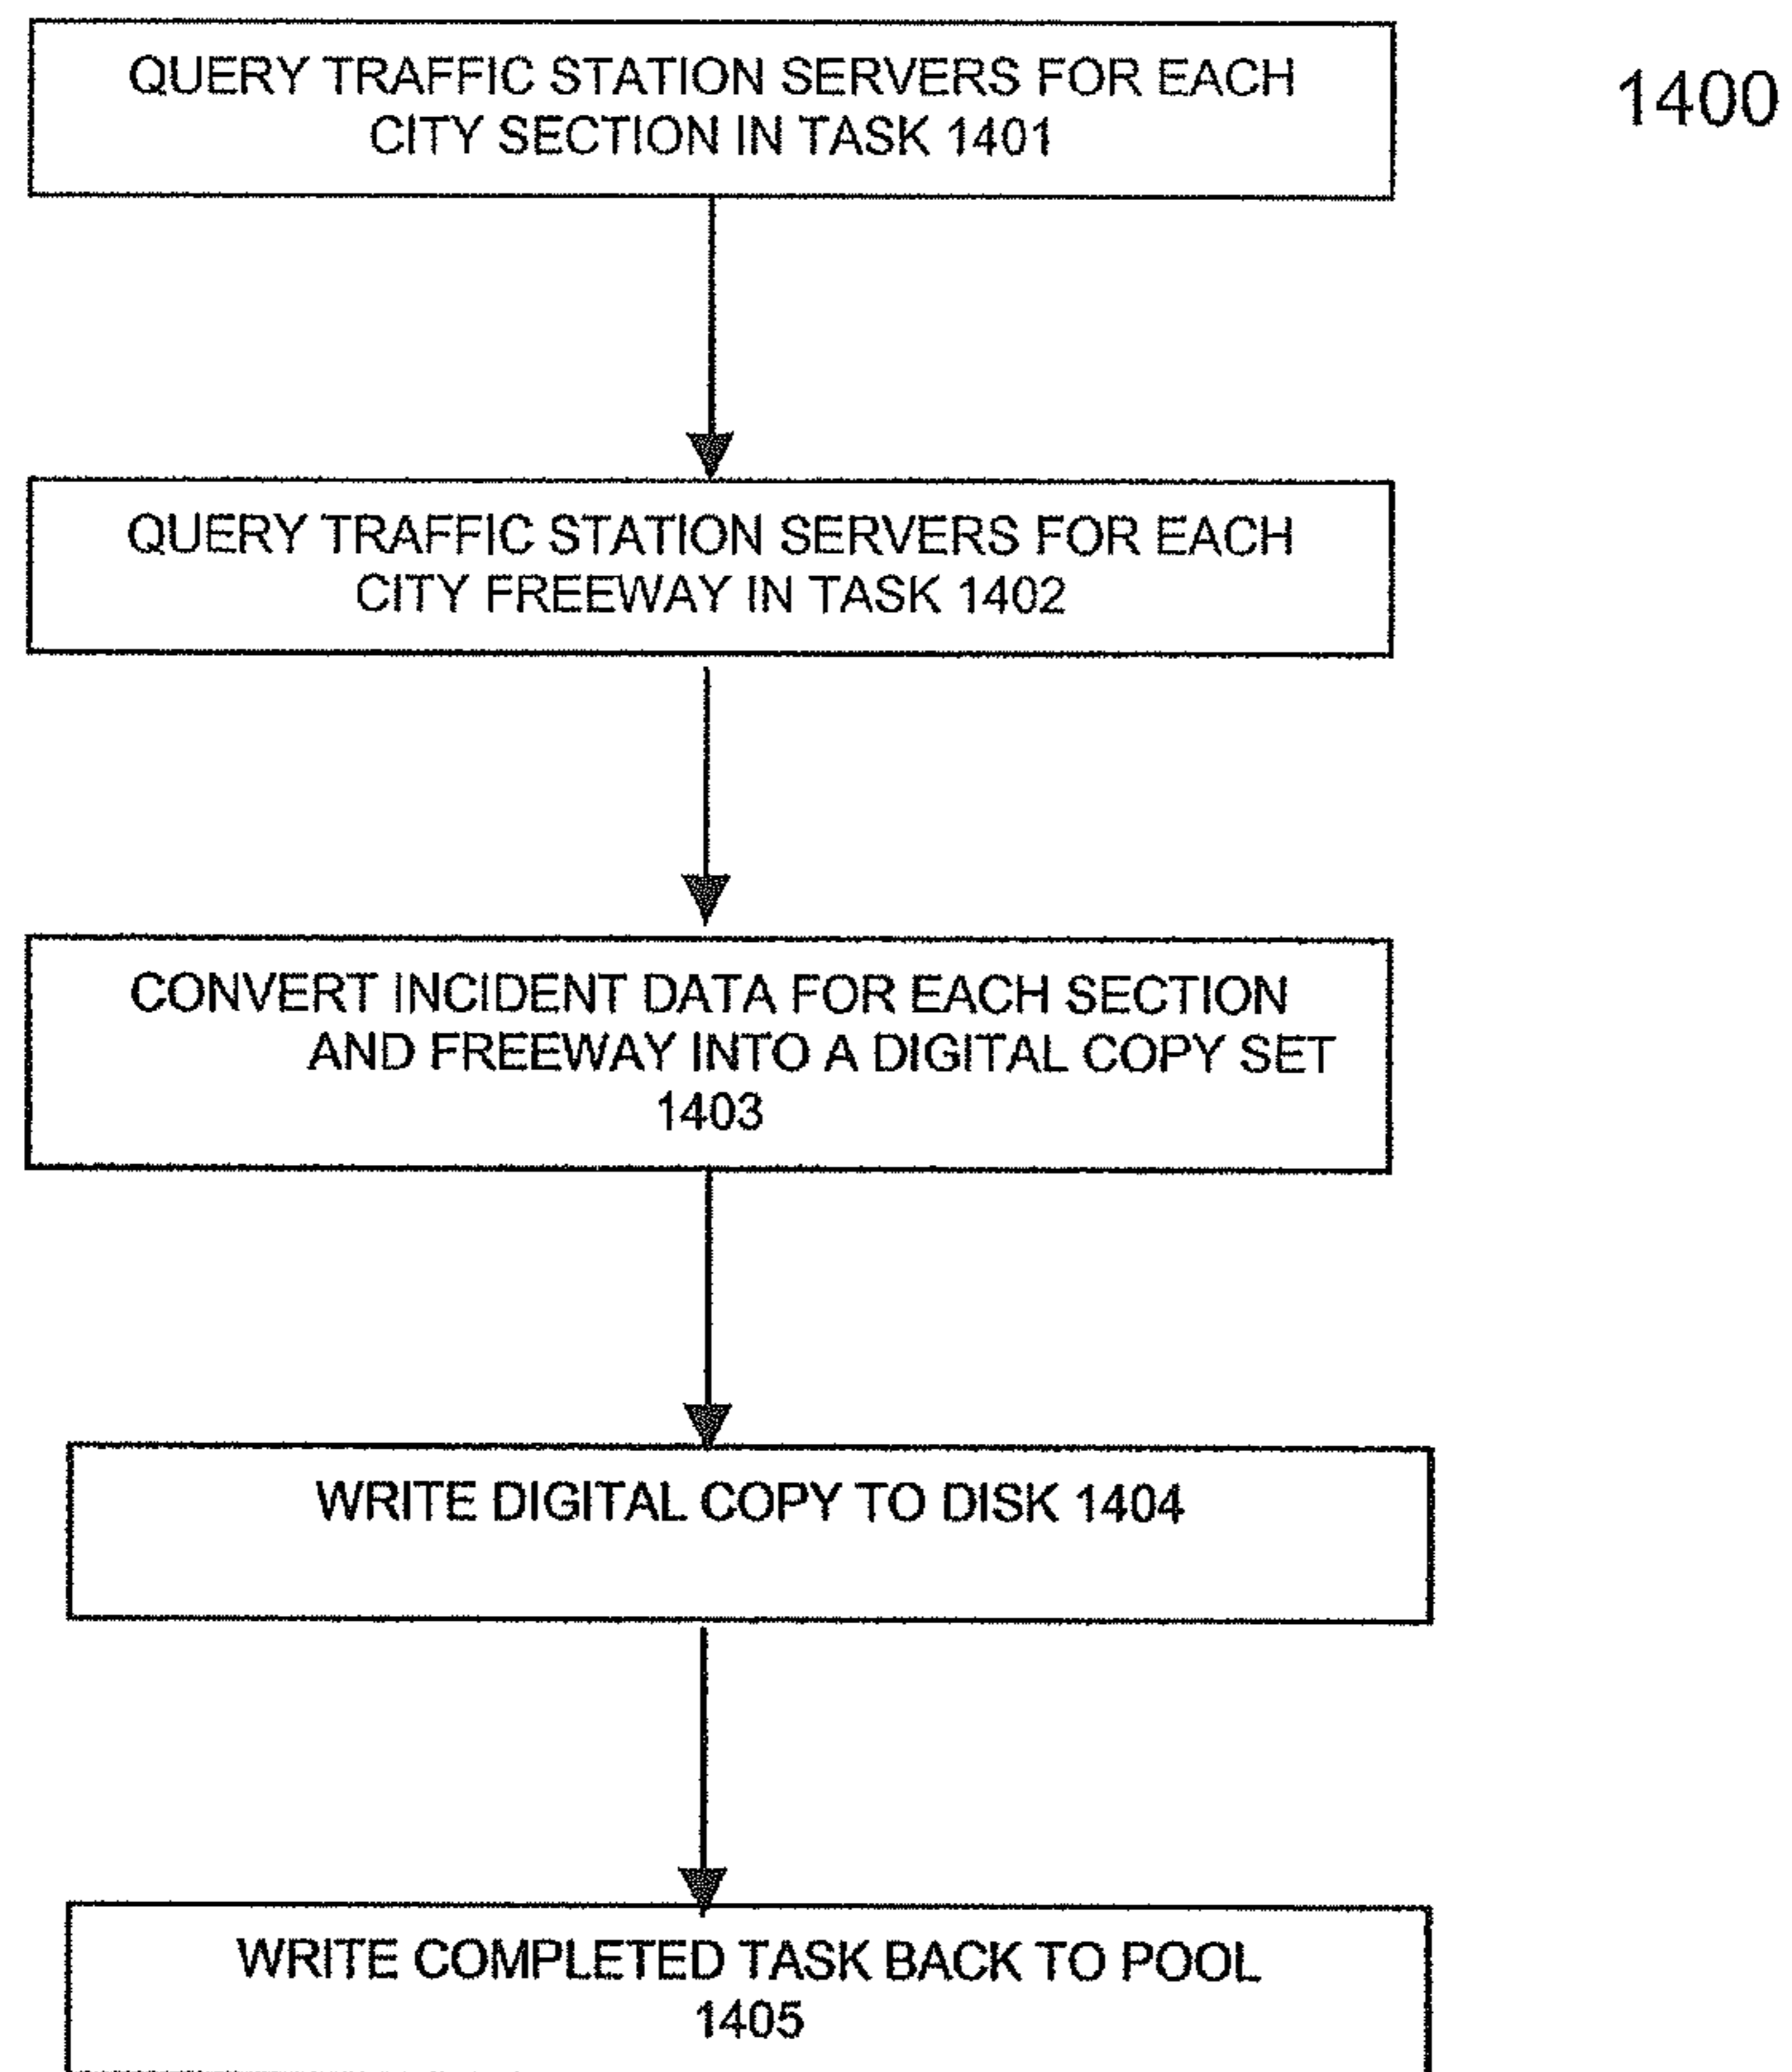 QUERY TRAFFIC STATION SERVERS FOR EACH
CITY SECTION IN TASK 1401
1400
QUERY TRAFFIC STATION SERVERS FOR EACH
CITY FREEWAY IN TASK 1402
CONVERT INCIDENT DATA FOR EACH SECTION
AND FREEWAY INTO A DIGITAL COPY SET
1403
WRITE DIGITAL COPY TO DISK 1404
WRITE COMPLETED TASK BACK TO POOL
1405